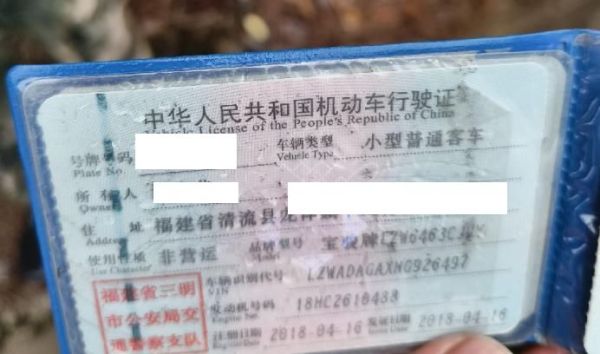 中华人民共和国机动车行驶证
Vehicle License of the People's Republic of China
号牌号码 车辆类型 小型普通客车
Plate No. Vehicle Type
所有人
Owner
住址 福建省清流县
Address
使用性质 非营运 品牌型号 宝骏牌LZW6463
Use Character
福建省三明市公安局交通警察支队
车辆识别代号
VIN LZWADAGAXHG926497
发动机号码 18HC2610488
Engine No.
注册日期 2018-04-16 发证日期 2018-04-16
Issue Date